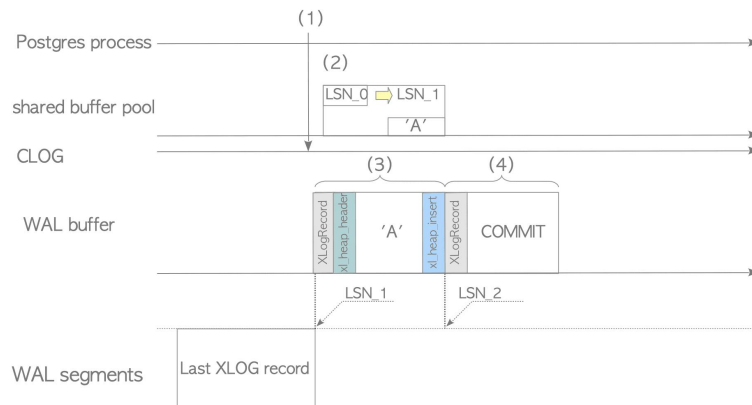 (1)
Postgres process
(2)
LSN_0 LSN_1
shared buffer pool
'A'
CLOG
(3) (4)
WAL buffer
XLogRecord
xl_heap_header
'A'
xl_heap_insert
XLogRecord
COMMIT
LSN_1 LSN_2
WAL segments
Last XLOG record